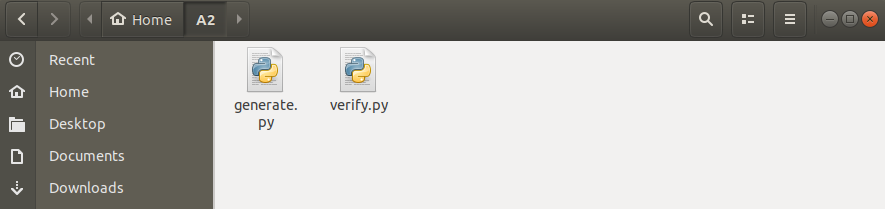 Home
A2
Recent
Home
Desktop
Documents
Downloads
generate.
py
verify.py